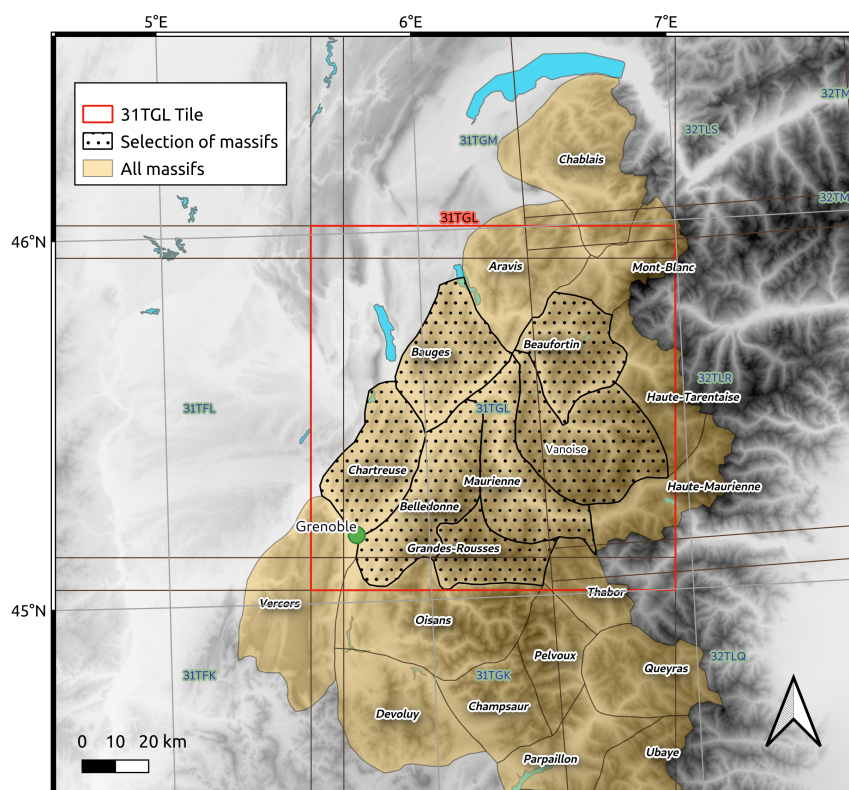 5°E
6°E
7°E
31TGL Tile
Selection of massifs
All massifs
32TM
31TGM
32TLS
Chablais
32TM
31TGL
46°N
Aravis
Mont-Blanc
Bauges
Beaufortin
32TLR
Haute-Tarentaise
31TFL
31TGL
Vanoise
Chartreuse
Maurienne
Haute-Maurienne
Belledonne
Grenoble
Grandes-Rousses
Thabor
Vercors
45°N
Oisans
Pelvoux
32TLQ
Queyras
31TFK
31TGK
Champsaur
Devoluy
0 10 20 km
Ubaye
Parpaillon